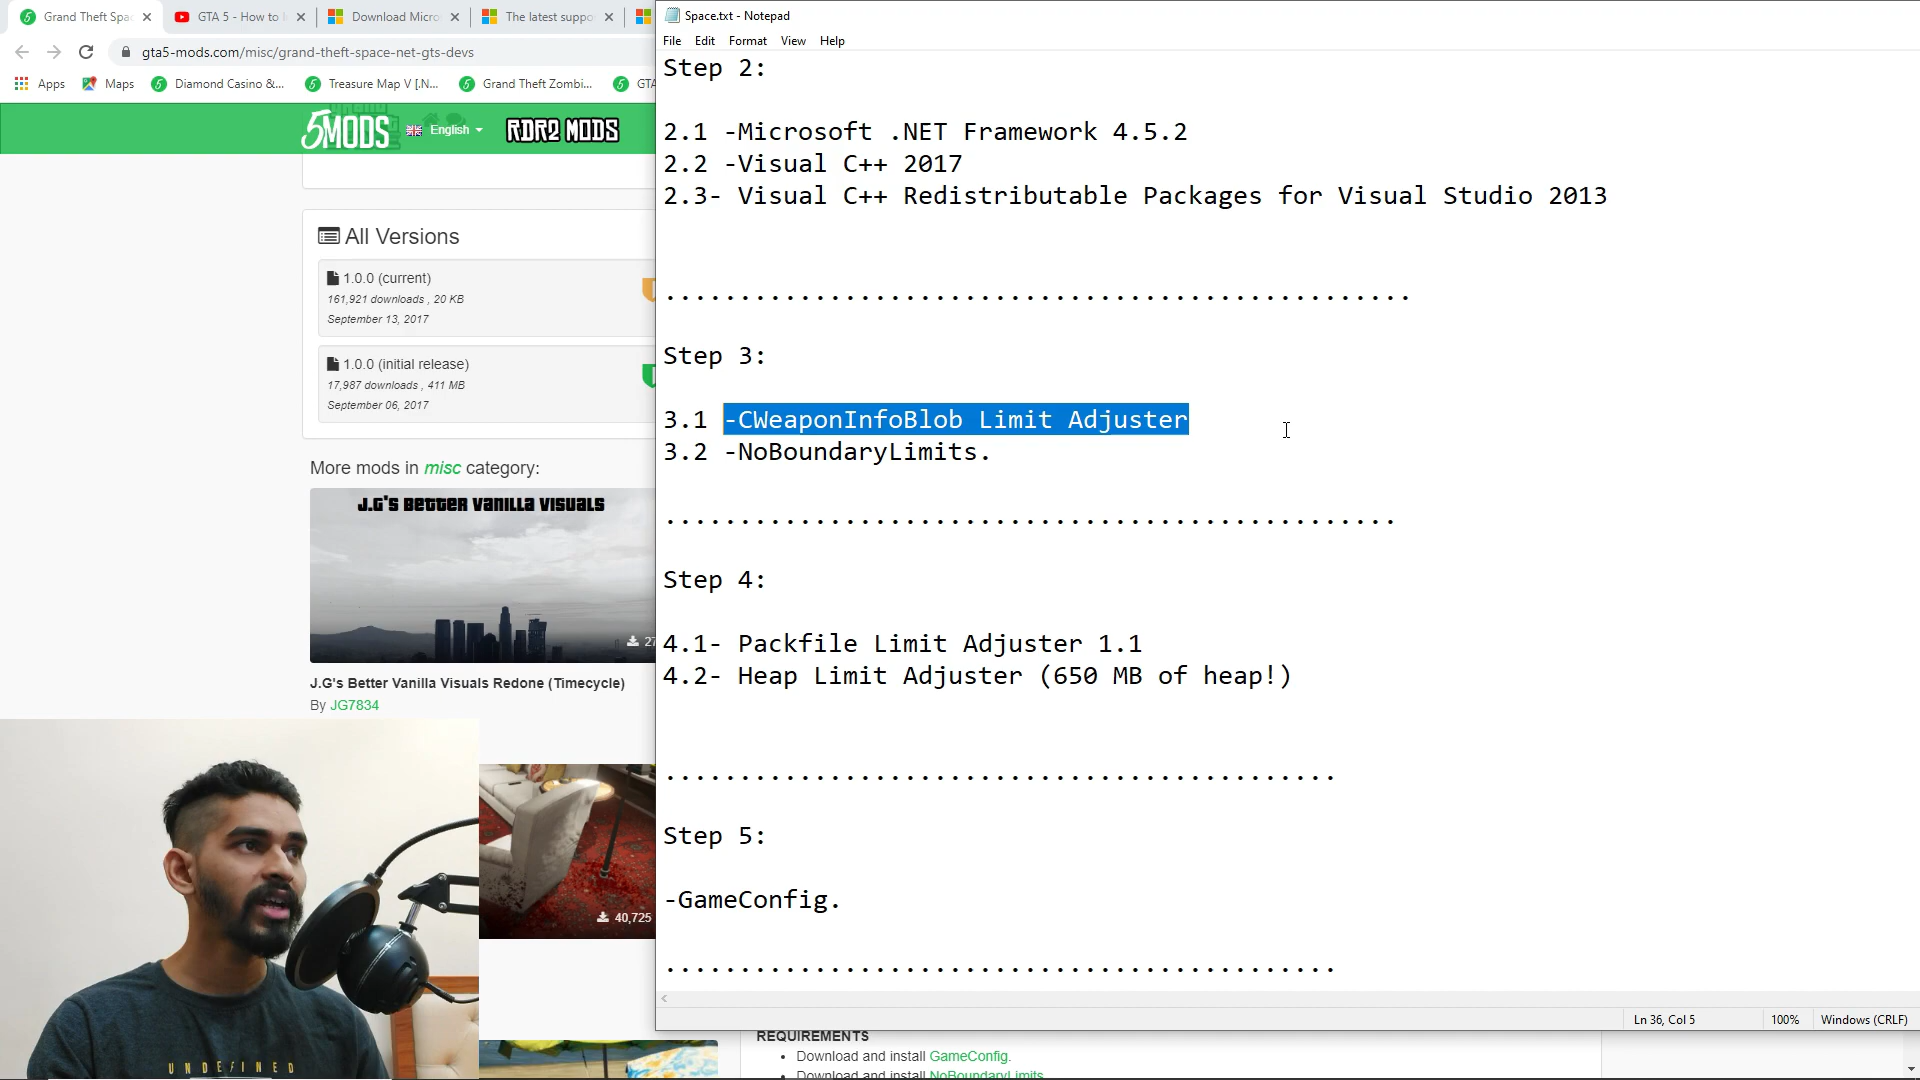 Grand Theft Spac
GTA 5 - How to I
Download Micro
The latest suppo
gta5-mods.com/misc/grand-theft-space-net-gts-devs
Apps
Maps
Diamond Casino &...
Treasure Map V [.N...
Grand Theft Zombi...
GTA
5MODS
English
RDR2 MODS
All Versions
1.0.0 (current)
161,921 downloads , 20 KB
September 13, 2017
1.0.0 (initial release)
17,987 downloads , 411 MB
September 06, 2017
More mods in misc category:
J.G'S BETTER VANILLA VISUALS
27
J.G's Better Vanilla Visuals Redone (Timecycle)
By JG7834
40,725
UNDEFINED
Space.txt - Notepad
File Edit Format View Help
Step 2:
2.1 -Microsoft .NET Framework 4.5.2
2.2 -Visual C++ 2017
2.3- Visual C++ Redistributable Packages for Visual Studio 2013
..................................................
Step 3:
3.1 -CWeaponInfoBlob Limit Adjuster
3.2 -NoBoundaryLimits.
.................................................
Step 4:
4.1- Packfile Limit Adjuster 1.1
4.2- Heap Limit Adjuster (650 MB of heap!)
.............................................
Step 5:
-GameConfig.
.............................................
Ln 36, Col 5
100%
Windows (CRLF)
REQUIREMENTS
Download and install GameConfig.
Download and install NoBoundaryLimits